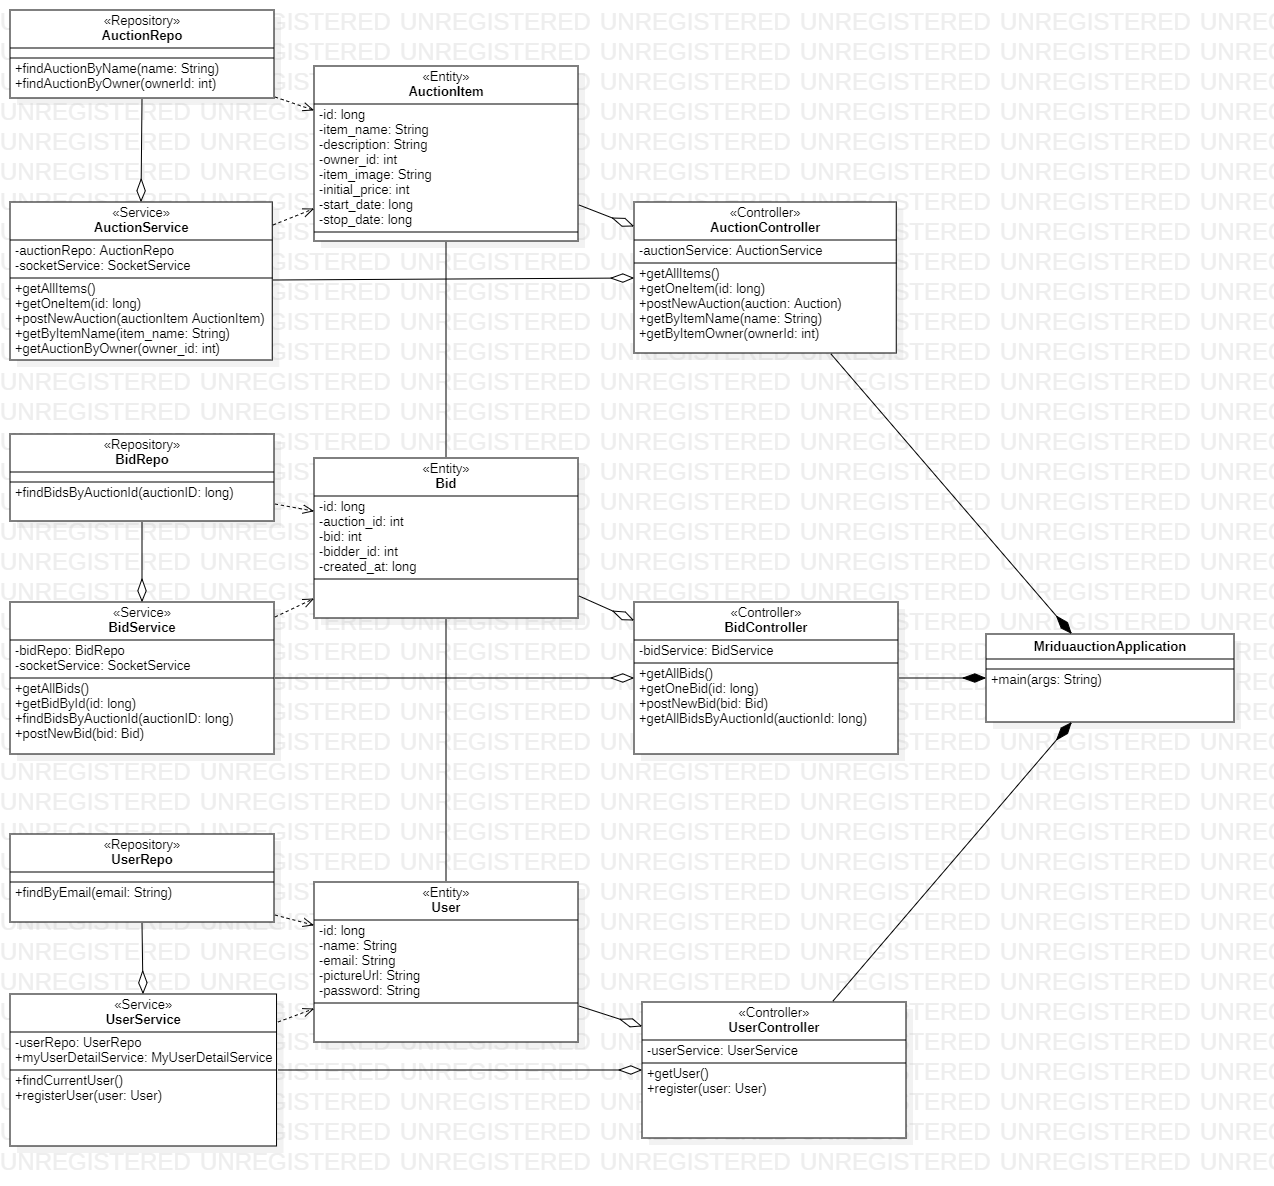 «Repository»
AuctionRepo
+findAuctionByName(name: String)
+findAuctionByOwner(ownerId: int)
«Entity»
AuctionItem
-id: long
-item_name: String
-description: String
-owner_id: int
-item_image: String
-initial_price: int
-start_date: long
-stop_date: long
«Service»
AuctionService
-auctionRepo: AuctionRepo
-socketService: SocketService
+getAllItems()
+getOneItem(id: long)
+postNewAuction(auctionItem AuctionItem)
+getByItemName(item_name: String)
+getAuctionByOwner(owner_id: int)
«Controller»
AuctionController
-auctionService: AuctionService
+getAllItems()
+getOneItem(id: long)
+postNewAuction(auction: Auction)
+getByItemName(name: String)
+getByItemOwner(ownerId: int)
«Repository»
BidRepo
+findBidsByAuctionId(auctionID: long)
«Entity»
Bid
-id: long
-auction_id: int
-bid: int
-bidder_id: int
-created_at: long
«Service»
BidService
-bidRepo: BidRepo
-socketService: SocketService
+getAllBids()
+getBidById(id: long)
+findBidsByAuctionId(auctionID: long)
+postNewBid(bid: Bid)
«Controller»
BidController
-bidService: BidService
+getAllBids()
+getOneBid(id: long)
+postNewBid(bid: Bid)
+getAllBidsByAuctionId(auctionId: long)
MriduauctionApplication
+main(args: String)
«Repository»
UserRepo
+findByEmail(email: String)
«Entity»
User
-id: long
-name: String
-email: String
-pictureUrl: String
-password: String
«Service»
UserService
-userRepo: UserRepo
+myUserDetailService: MyUserDetailService
+findCurrentUser()
+registerUser(user: User)
«Controller»
UserController
-userService: UserService
+getUser()
+register(user: User)
UNREGISTERED